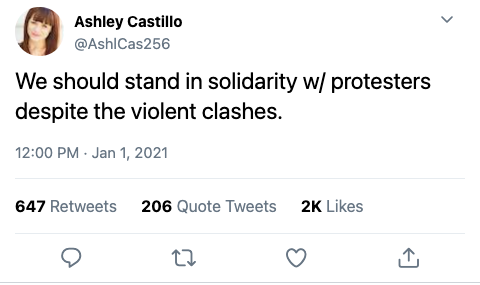 Ashley Castillo
@AshlCas256
We should stand in solidarity w/ protesters
despite the violent clashes.
12:00 PM · Jan 1, 2021
647 Retweets 206 Quote Tweets 2K Likes